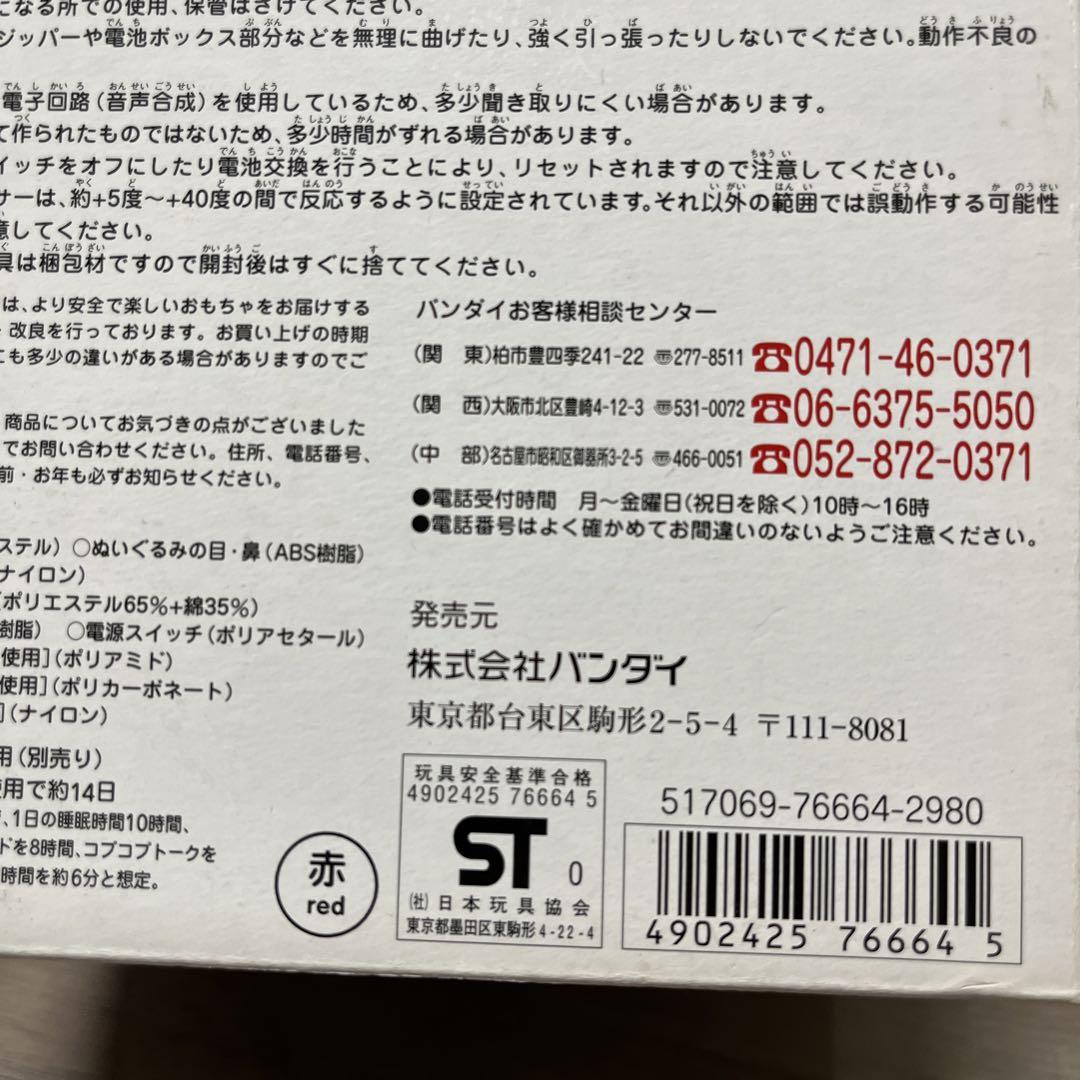 になる所での使用、保管はさけてください。
ジッパーや電池ボックス部分などを無理に曲げたり、強く引っ張ったりしないでください。動作不良の
電子回路(音声合成)を使用しているため、多少聞き取りにくい場合があります。
て作られたものではないため、多少時間がずれる場合があります。
イッチをオフにしたり電池交換を行うことにより、リセットされますので注意してください。
サーは、約+5度〜+40度の間で反応するように設定されています。それ以外の範囲では誤動作する可能性
意してください。
具は梱包材ですので開封後はすぐに捨ててください。
は、より安全で楽しいおもちゃをお届けする
改良を行っております。お買い上げの時期
にも多少の違いがある場合がありますのでご
商品についてお気づきの点がございました
でお問い合わせください。住所、電話番号、
前・お年も必ずお知らせください。
ステル) ○ぬいぐるみの目・鼻(ABS樹脂)
ナイロン)
ポリエステル65%+綿35%)
樹脂) ○電源スイッチ(ポリアセタール)
使用](ポリアミド)
使用](ポリカーボネート)
](ナイロン)
用(別売り)
使用で約14日
、1日の睡眠時間10時間、
ドを8時間、コプコプトークを
時間を約6分と想定。
赤
red
バンダイお客様相談センター
(関 東)柏市豊四季241-22 〠277-8511 ☎0471-46-0371
(関 西)大阪市北区豊崎4-12-3 〠531-0072 ☎06-6375-5050
(中 部)名古屋市昭和区御器所3-2-5 〠466-0051 ☎052-872-0371
●電話受付時間 月〜金曜日(祝日を除く)10時〜16時
●電話番号はよく確かめてお間違いのないようご注意ください。
発売元
株式会社バンダイ
東京都台東区駒形2-5-4 〒111-8081
玩具安全基準合格
4902425 76664 5
ST 0
(社) 日本玩具協会
東京都墨田区東駒形4-22-4
517069-76664-2980
4902425 76664 5